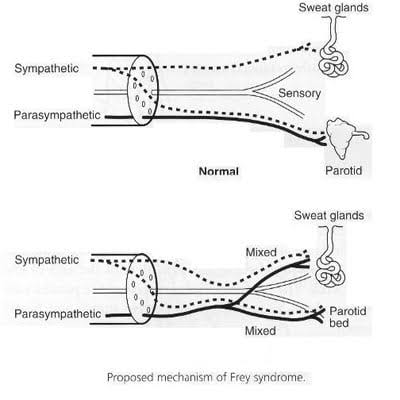 Sweat glands
Sympathetic
Sensory
Parasympathetic
Normal
Parotid
Sweat glands
Sympathetic
Mixed
Parasympathetic
Parotid
bed
Mixed
Proposed mechanism of Frey syndrome.